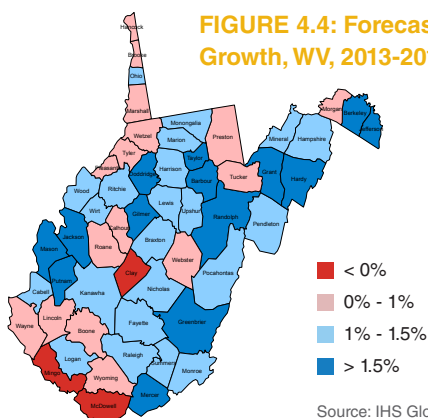 FIGURE 4.4: Forecas
Growth, WV, 2013-201
Hancock
Brooke
Ohio
Marshall
Wetzel
Monongalia
Marion
Preston
Morgan
Berkeley
Jefferson
Mineral
Hampshire
Tyler
Pleasants
Doddridge
Harrison
Taylor
Barbour
Tucker
Grant
Hardy
Wood
Ritchie
Wirt
Lewis
Upshur
Gilmer
Calhoun
Randolph
Pendleton
Jackson
Mason
Roane
Braxton
Webster
Pocahontas
Putnam
Clay
Cabell
Kanawha
Nicholas
Wayne
Lincoln
Boone
Fayette
Greenbrier
Logan
Raleigh
Summers
Monroe
Mingo
Wyoming
Mercer
McDowell
< 0%
0% - 1%
1% - 1.5%
> 1.5%
Source: IHS Glo